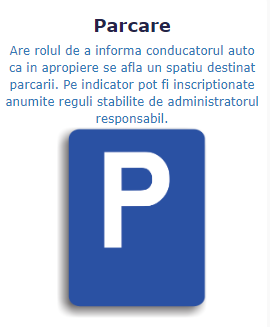 Parcare
Are rolul de a informa conducatorul auto
ca in apropiere se afla un spatiu destinat
parcarii. Pe indicator pot fi inscriptionate
anumite reguli stabilite de administratorul
responsabil.
P